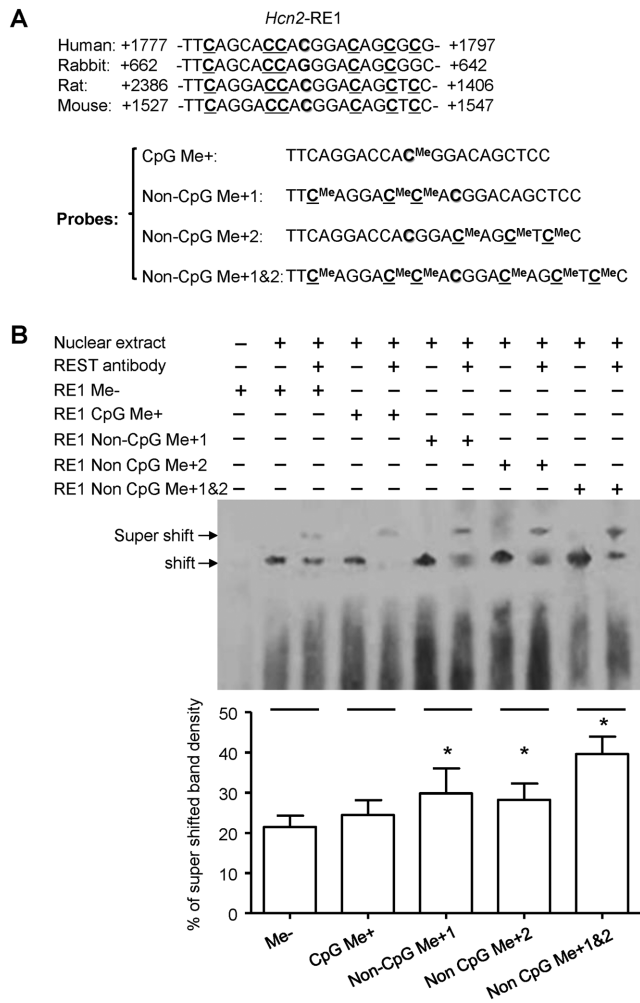 A
Hcn2-RE1
Human: +1777 -TTCAGCACCACGGACAGCGCG- +1797
Rabbit: +662 -TTCAGCACCAGGGACAGCGGC- +642
Rat: +2386 -TTCAGGACCACGGACAGCTCC- +1406
Mouse: +1527 -TTCAGGACCACGGACAGCTCC- +1547
Probes:
CpG Me+: TTCAGGACCACMeGGACAGCTCC
Non-CpG Me+1: TTCMeAGGACMeCMeACGGACAGCTCC
Non-CpG Me+2: TTCAGGACCACGGACMeAGCMeTCMeC
Non-CpG Me+1&2: TTCMeAGGACMeCMeACGGACMeAGCMeTCMeC
B
Nuclear extract – + + + + + + + + + +
REST antibody – – + – + – + – + – +
RE1 Me- + + + – – – – – – – –
RE1 CpG Me+ – – – + + – – – – – –
RE1 Non-CpG Me+1 – – – – – + + – – – –
RE1 Non CpG Me+2 – – – – – – – + + – –
RE1 Non CpG Me+1&2 – – – – – – – – – + +
Super shift
shift
% of super shifted band density
50
40
30
20
10
0
* * *
Me- CpG Me+ Non-CpG Me+1 Non CpG Me+2 Non CpG Me+1&2